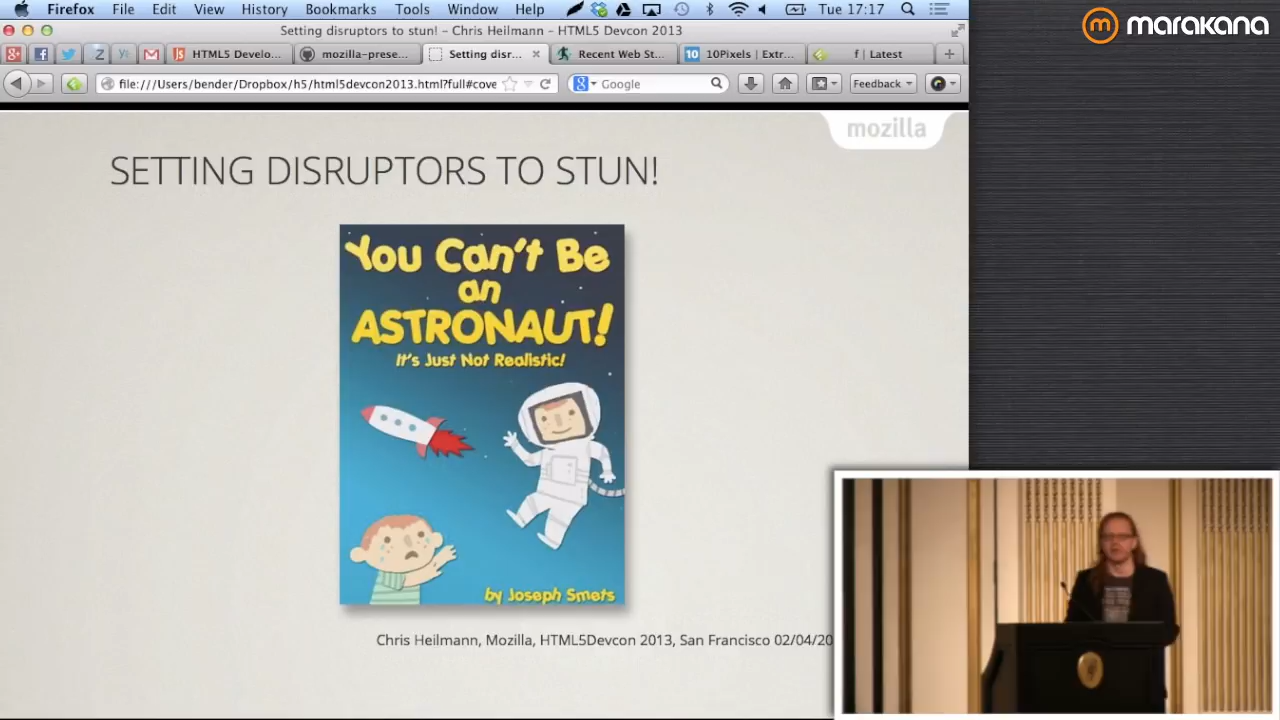 Firefox File Edit View History Bookmarks Tools Window Help Tue 17:17
marakana
Setting disruptors to stun! – Chris Heilmann – HTML5 Devcon 2013
HTML5 Develo... mozilla-prese... Setting disr... Recent Web St... 10Pixels | Extr... f | Latest
file:///Users/bender/Dropbox/h5/html5devcon2013.html?full#cove Google Feedback
mozilla
SETTING DISRUPTORS TO STUN!
You Can't Be
an
ASTRONAUT!
It's Just Not Realistic!
by Joseph Smets
Chris Heilmann, Mozilla, HTML5Devcon 2013, San Francisco 02/04/20